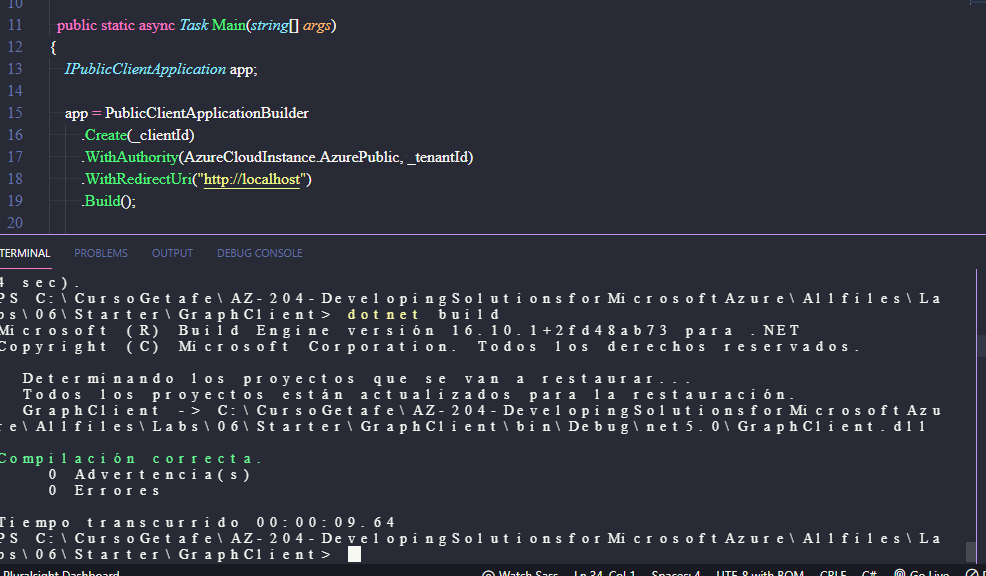 10
11 public static async Task Main(string[] args)
12 {
13 IPublicClientApplication app;
14
15 app = PublicClientApplicationBuilder
16 .Create(_clientId)
17 .WithAuthority(AzureCloudInstance.AzurePublic, _tenantId)
18 .WithRedirectUri("http://localhost")
19 .Build();
20
TERMINAL PROBLEMS OUTPUT DEBUG CONSOLE
4 sec).
PS C:\CursoGetafe\AZ-204-DevelopingSolutionsforMicrosoftAzure\Allfiles\La
bs\06\Starter\GraphClient> dotnet build
Microsoft (R) Build Engine versión 16.10.1+2fd48ab73 para .NET
Copyright (C) Microsoft Corporation. Todos los derechos reservados.
Determinando los proyectos que se van a restaurar...
Todos los proyectos están actualizados para la restauración.
GraphClient -> C:\CursoGetafe\AZ-204-DevelopingSolutionsforMicrosoftAzu
re\Allfiles\Labs\06\Starter\GraphClient\bin\Debug\net5.0\GraphClient.dll
Compilación correcta.
0 Advertencia(s)
0 Errores
Tiempo transcurrido 00:00:09.64
PS C:\CursoGetafe\AZ-204-DevelopingSolutionsforMicrosoftAzure\Allfiles\La
bs\06\Starter\GraphClient>
Pluralsight Dashboard Watch Sass Ln 34, Col 1 Spaces: 4 UTF-8 with BOM CRLF C# Go Live